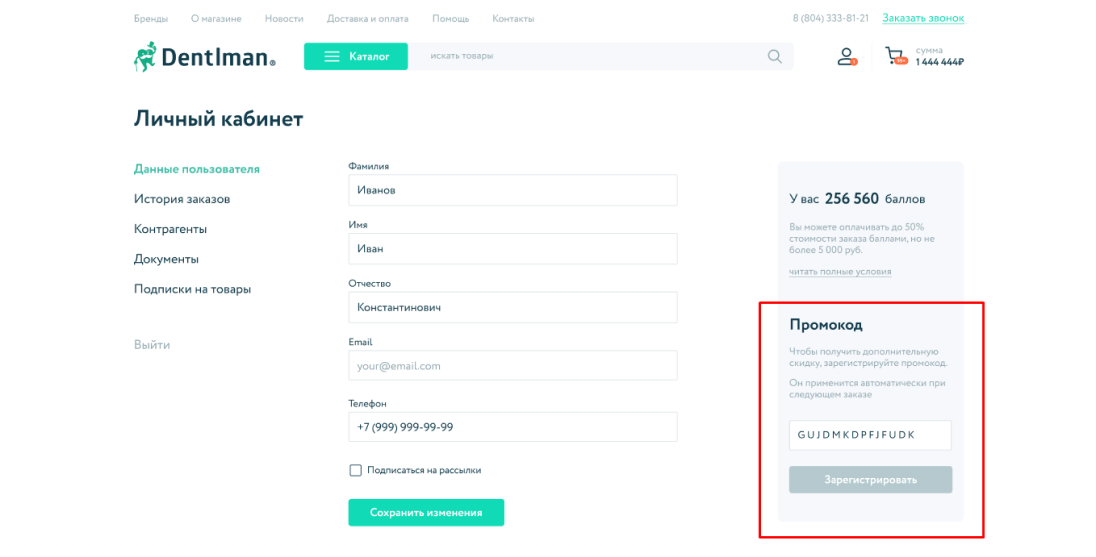 Бренды О магазине Новости Доставка и оплата Помощь Контакты 8 (804) 333-81-21 Заказать звонок
DentIman® Каталог искать товары сумма
99+ 1 444 444₽
Личный кабинет
Данные пользователя
История заказов
Контрагенты
Документы
Подписки на товары
Выйти
Фамилия
Иванов
Имя
Иван
Отчество
Константинович
Email
your@email.com
Телефон
+7 (999) 999-99-99
Подписаться на рассылки
Сохранить изменения
У вас 256 560 баллов
Вы можете оплачивать до 50%
стоимости заказа баллами, но не
более 5 000 руб.
читать полные условия
Промокод
Чтобы получить дополнительную
скидку, зарегистрируйте промокод.
Он применится автоматически при
следующем заказе
GUJDMKDPFJFUDK
Зарегистрировать